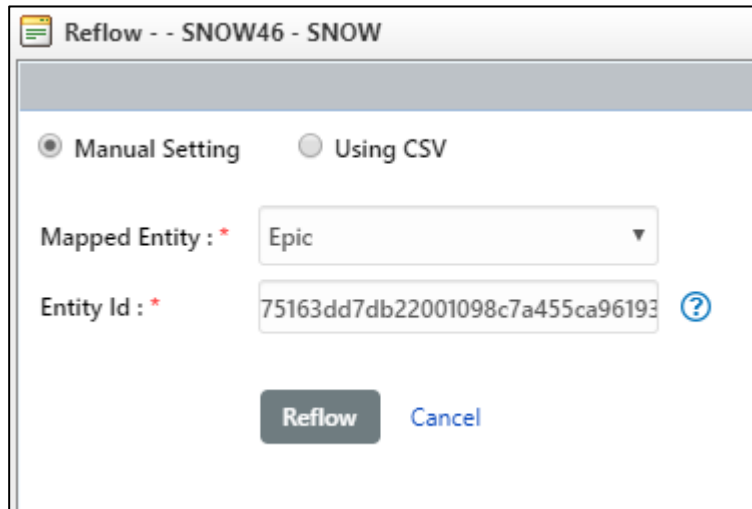 Reflow - - SNOW46 - SNOW
Manual Setting Using CSV
Mapped Entity : * Epic
Entity Id : * 75163dd7db22001098c7a455ca96193 ?
Reflow Cancel